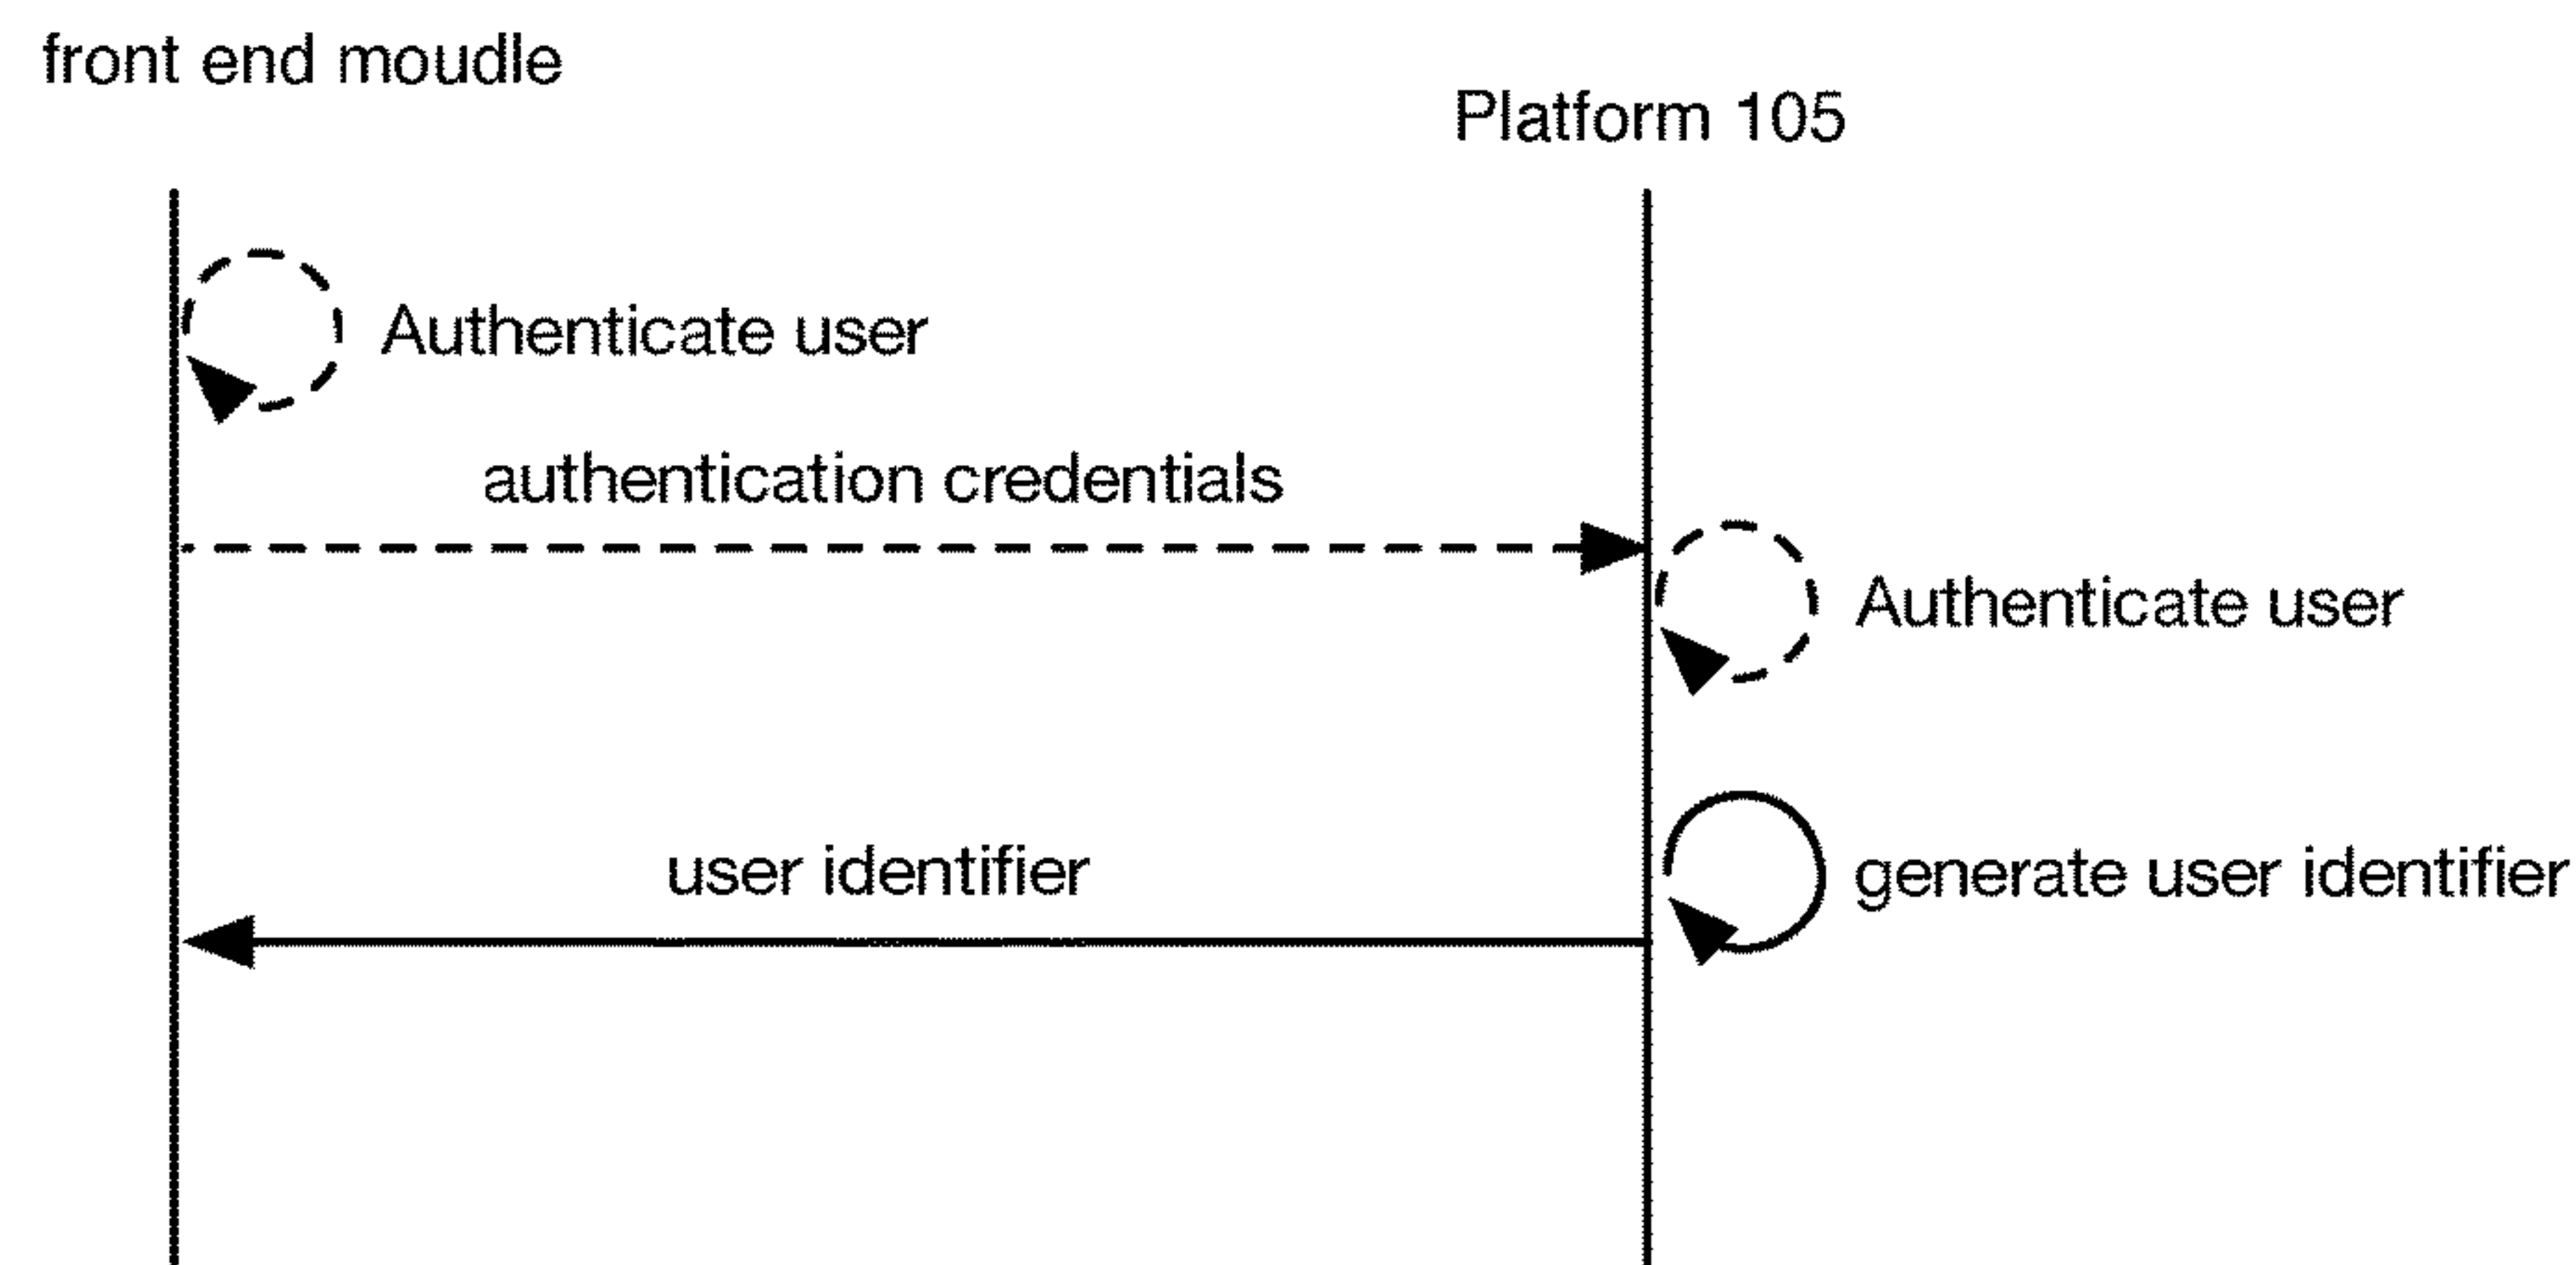 front end moudle
Platform 105
Authenticate user
authentication credentials
Authenticate user
user identifier
generate user identifier